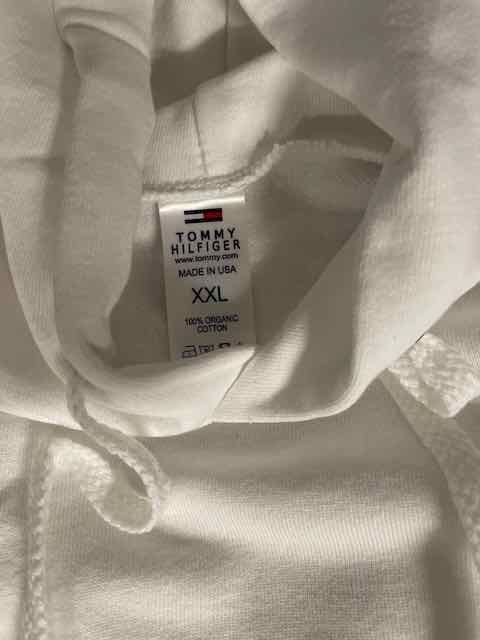 TOMMY
HILFIGER
www.tommy.com
MADE IN USA
XXL
100% ORGANIC
COTTON